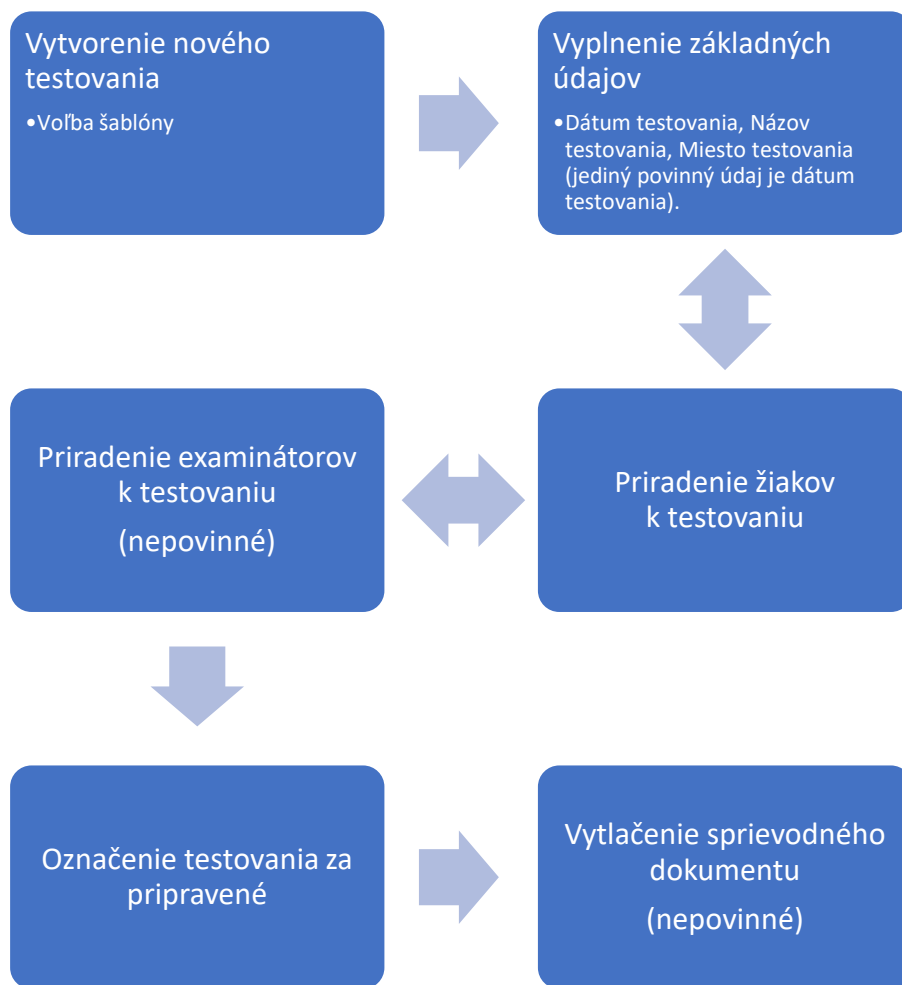 Vytvorenie nového
testovania
•Voľba šablóny
Vyplnenie základných
údajov
•Dátum testovania, Názov
testovania, Miesto testovania
(jediný povinný údaj je dátum
testovania).
Priradenie examinátorov
k testovaniu
(nepovinné)
Priradenie žiakov
k testovaniu
Označenie testovania za
pripravené
Vytlačenie sprievodného
dokumentu
(nepovinné)